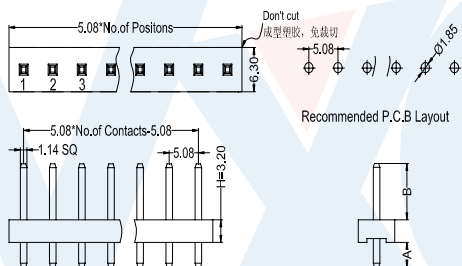 5.08*No.of Positons
Don't cut
成型塑胶，免裁切
1 2 3
6.30
5.08
Ø1.85
Recommended P.C.B Layout
5.08*No.of Contacts-5.08
1.14 SQ
5.08
H=3.20
B
A